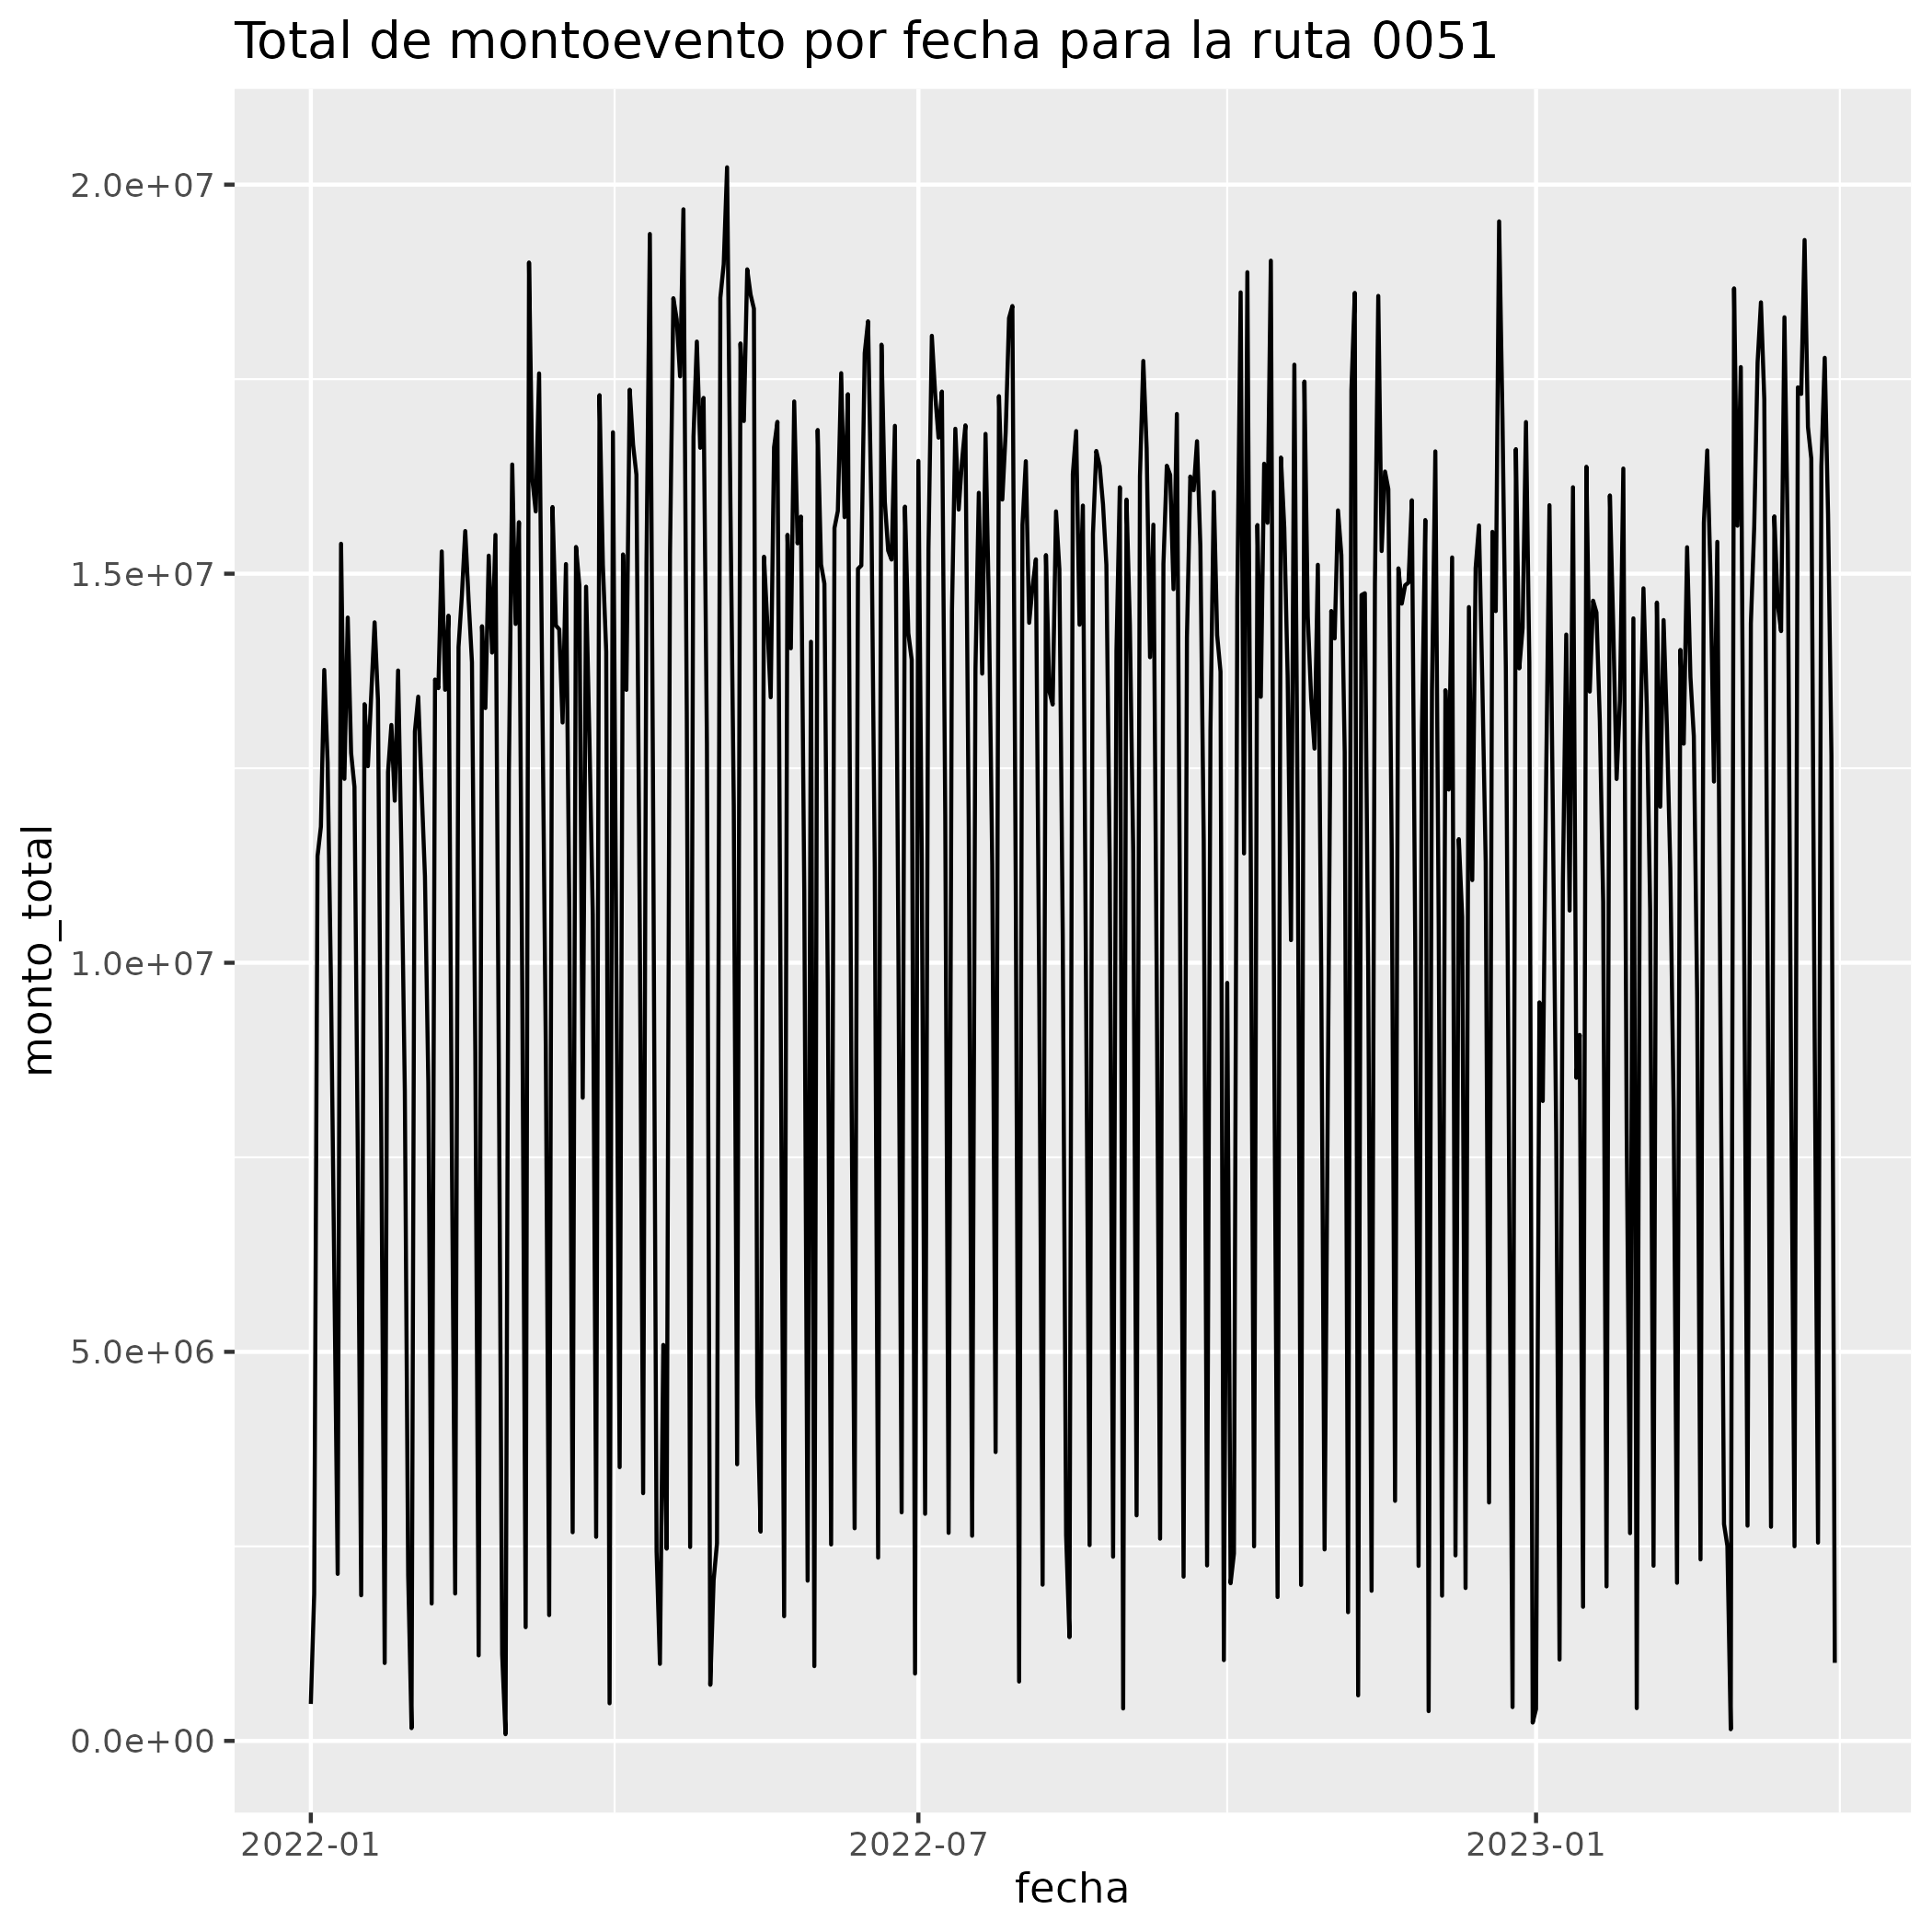 Total de montoevento por fecha para la ruta 0051
monto_total
2.0e+07
1.5e+07
1.0e+07
5.0e+06
0.0e+00
2022-01
2022-07
2023-01
fecha